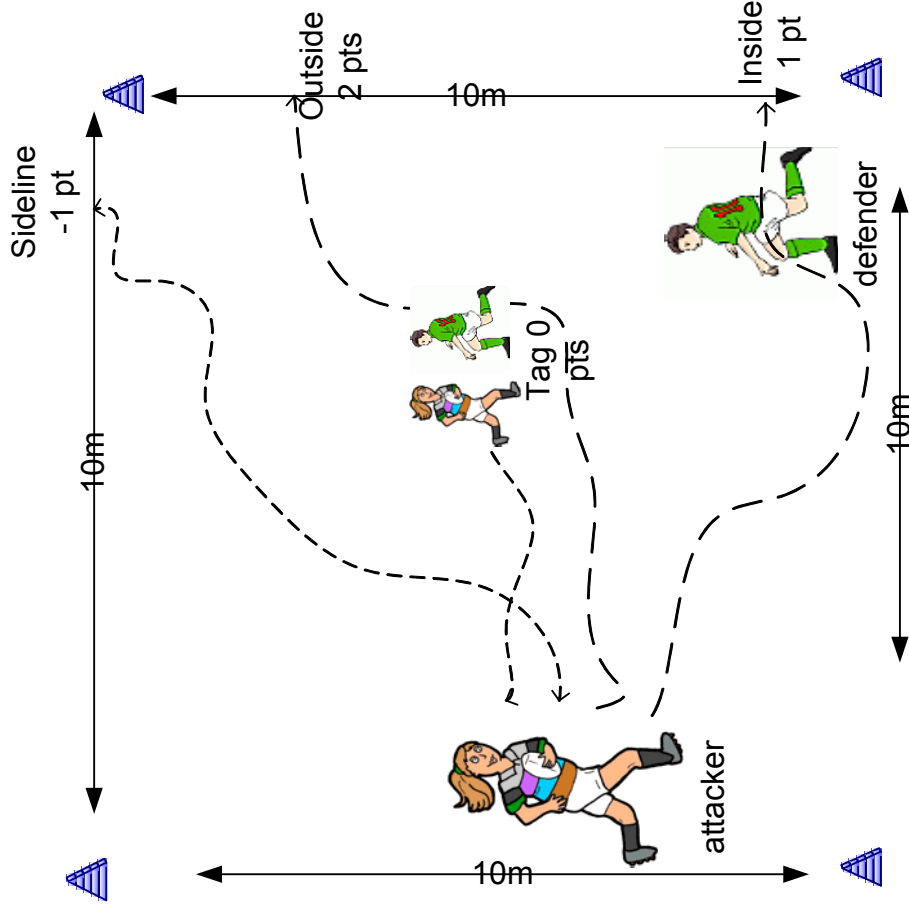 Sideline
-1 pt
Outside
2 pts
Inside
1 pt
10m
10m
Tag 0
pts
defender
10m
10m
attacker